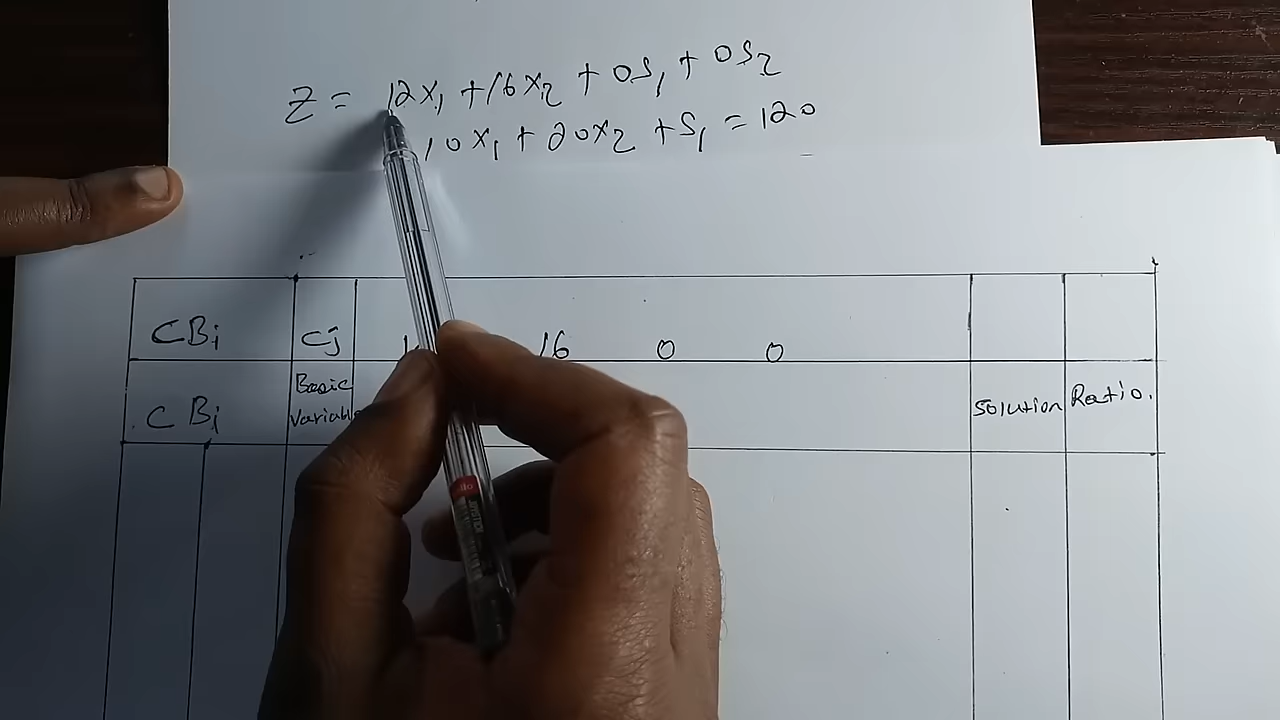 Z = 12x₁ + 16x₂ + 0S₁ + 0S₂
10x₁ + 20x₂ + S₁ = 120
CBi Cj 16 0 0
CBi Basic Variable Solution Ratio.